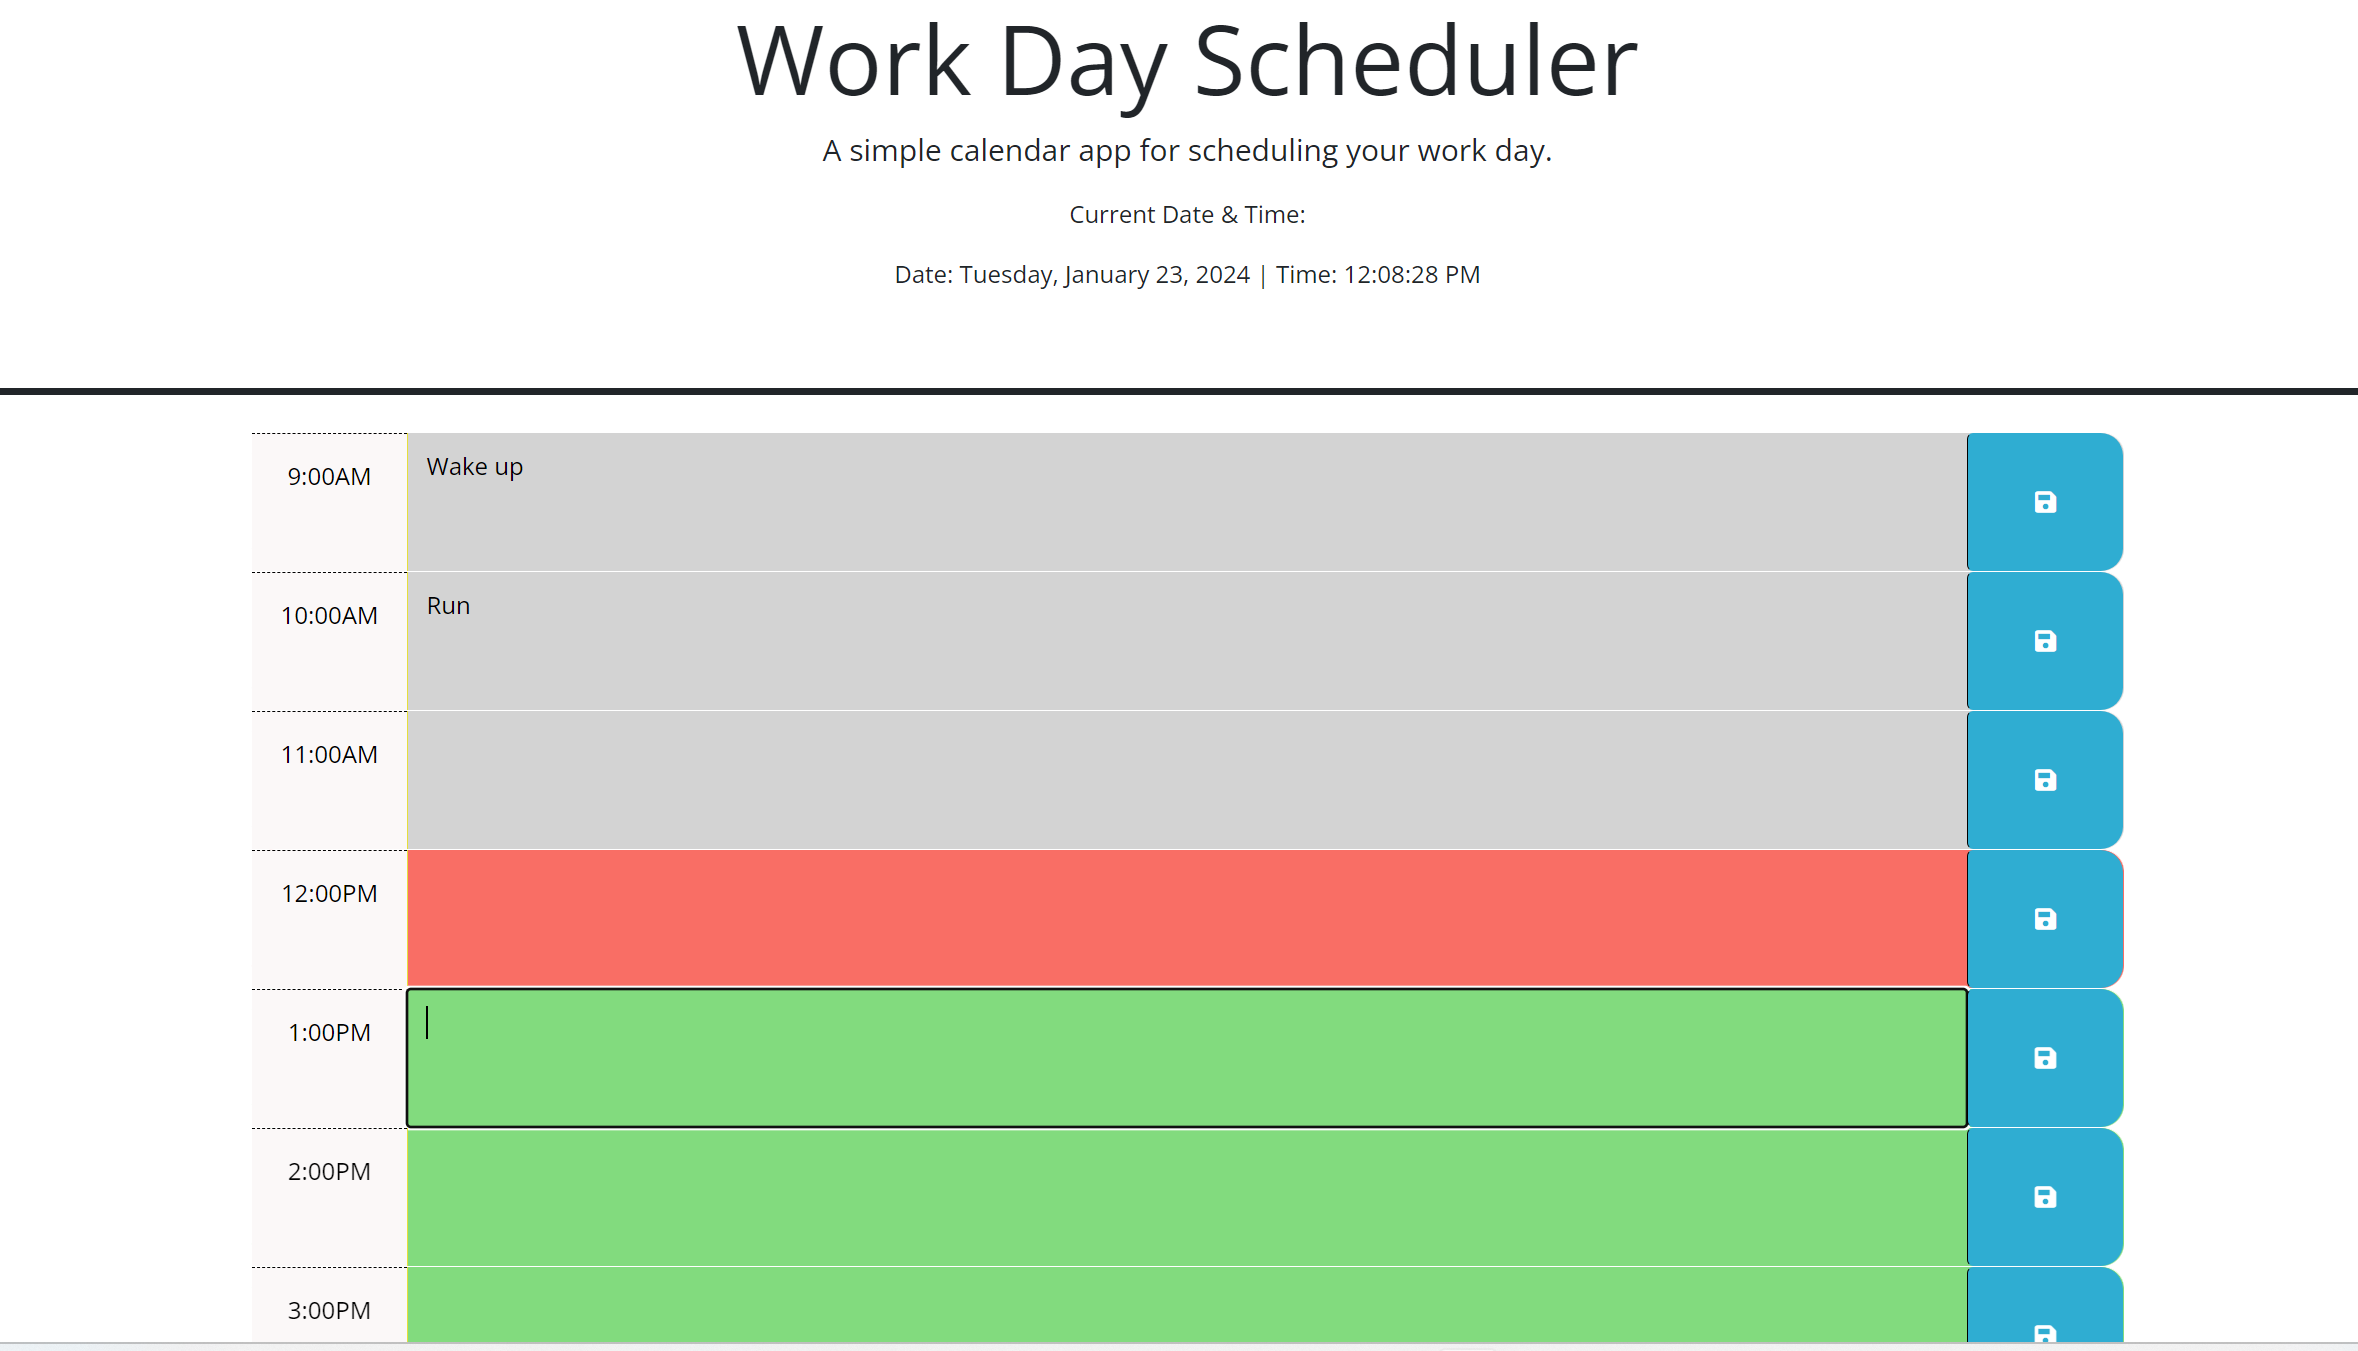 Work Day Scheduler
A simple calendar app for scheduling your work day.
Current Date & Time:
Date: Tuesday, January 23, 2024 | Time: 12:08:28 PM
9:00AM
Wake up
10:00AM
Run
11:00AM
12:00PM
1:00PM
2:00PM
3:00PM